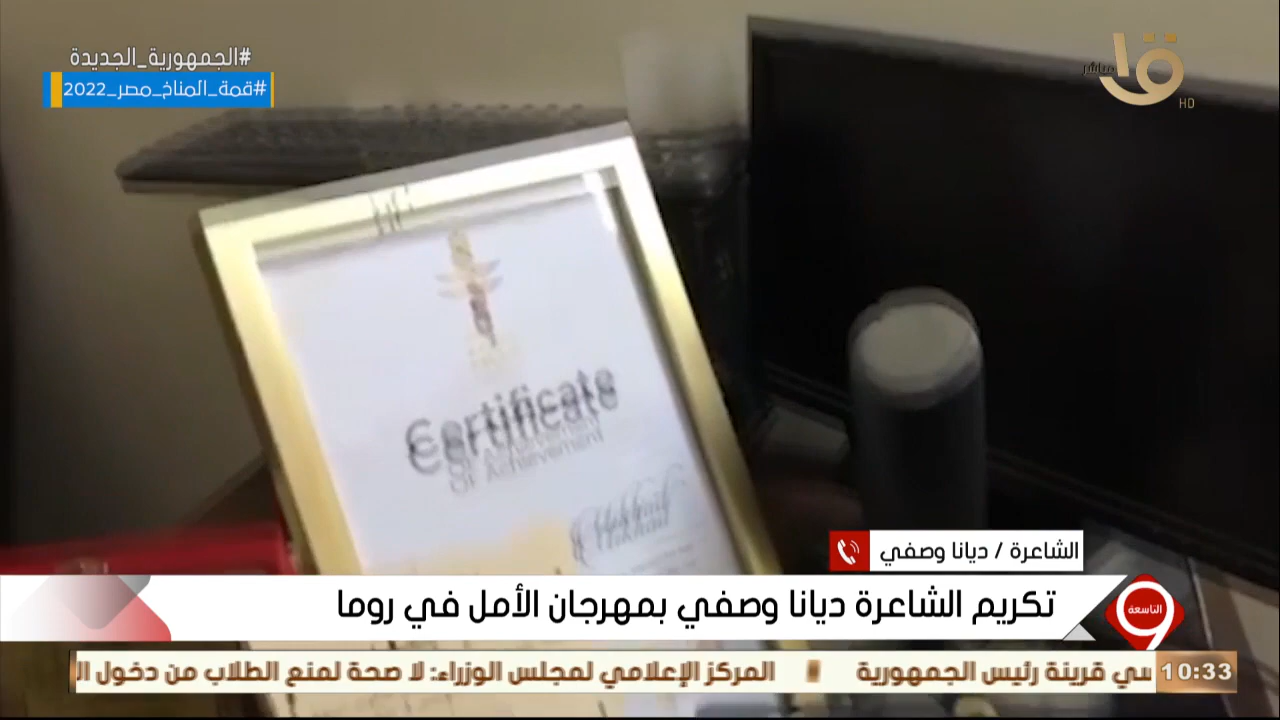 #الجمهورية_الجديدة
#قمة_المناخ_مصر_2022
مباشر
HD
Certificate
Of Achievement
الشاعرة / ديانا وصفي
تكريم الشاعرة ديانا وصفي بمهرجان الأمل في روما
التاسعة
9
10:33
سي قرينة رئيس الجمهورية
المركز الإعلامي لمجلس الوزراء: لا صحة لمنع الطلاب من دخول ال